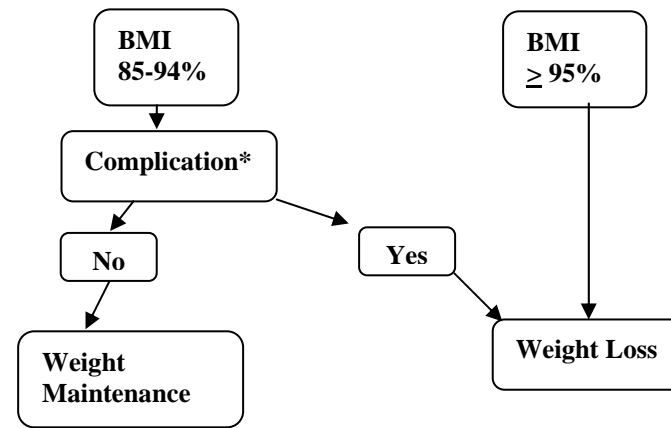 BMI
85-94%
BMI
≥ 95%
Complication*
No
Yes
Weight
Maintenance
Weight Loss